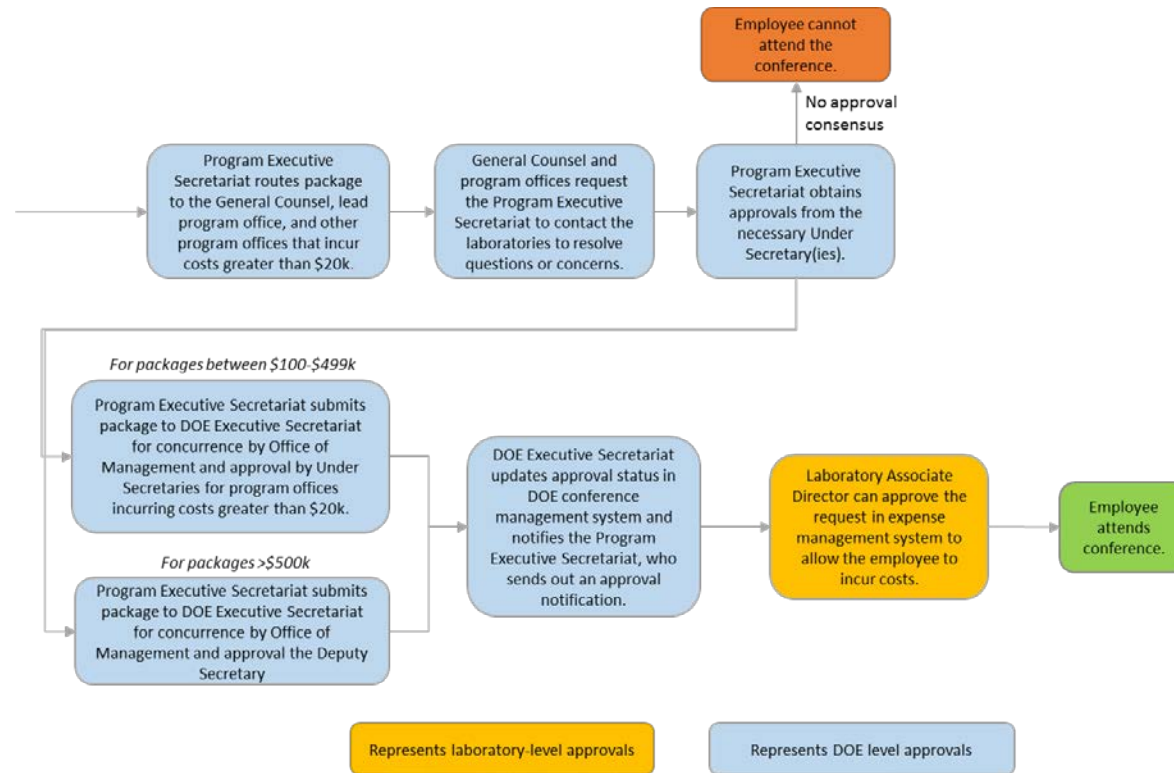 Employee cannot
attend the
conference.
No approval
consensus
Program Executive
Secretariat routes package
to the General Counsel, lead
program office, and other
program offices that incur
costs greater than $20k.
General Counsel and
program offices request
the Program Executive
Secretariat to contact the
laboratories to resolve
questions or concerns.
Program Executive
Secretariat obtains
approvals from the
necessary Under
Secretary(ies).
For packages between $100-$499k
Program Executive Secretariat submits
package to DOE Executive Secretariat
for concurrence by Office of
Management and approval by Under
Secretaries for program offices
incurring costs greater than $20k.
For packages >$500k
Program Executive Secretariat submits
package to DOE Executive Secretariat
for concurrence by Office of
Management and approval the Deputy
Secretary
DOE Executive Secretariat
updates approval status in
DOE conference
management system and
notifies the Program
Executive Secretariat, who
sends out an approval
notification.
Laboratory Associate
Director can approve the
request in expense
management system to
allow the employee to
incur costs.
Employee
attends
conference.
Represents laboratory-level approvals
Represents DOE level approvals